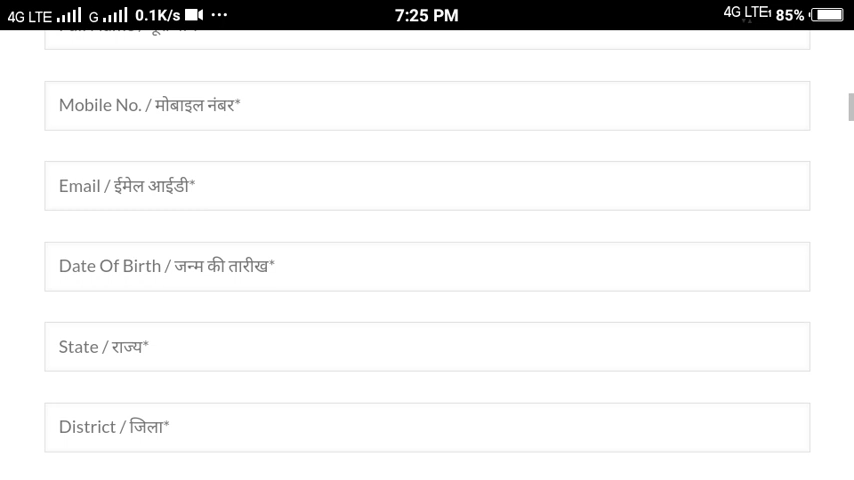 4G LTE G 0.1K/s ... 7:25 PM 4G LTE 85%
Mobile No. / मोबाइल नंबर*
Email / ईमेल आईडी*
Date Of Birth / जन्म की तारीख*
State / राज्य*
District / जिला*